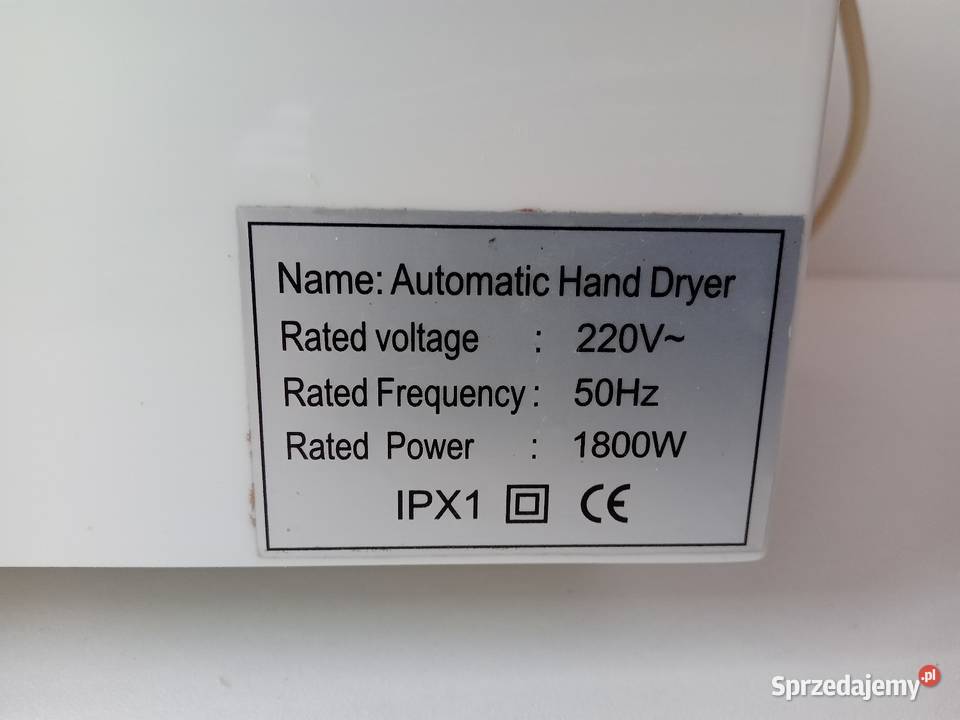 Name: Automatic Hand Dryer
Rated voltage : 220V~
Rated Frequency : 50Hz
Rated Power : 1800W
IPX1 CE
Sprzedajemy.pl